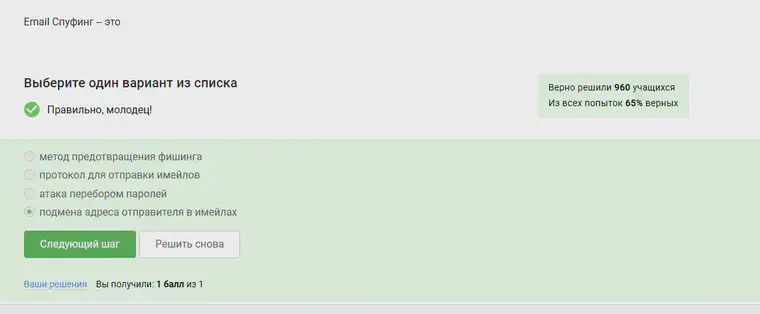 Email Спуфинг – это
Выберите один вариант из списка
Правильно, молодец!
Верно решили 960 учащихся
Из всех попыток 65% верных
метод предотвращения фишинга
протокол для отправки имейлов
атака перебором паролей
подмена адреса отправителя в имейлах
Следующий шаг
Решить снова
Ваши решения Вы получили: 1 балл из 1